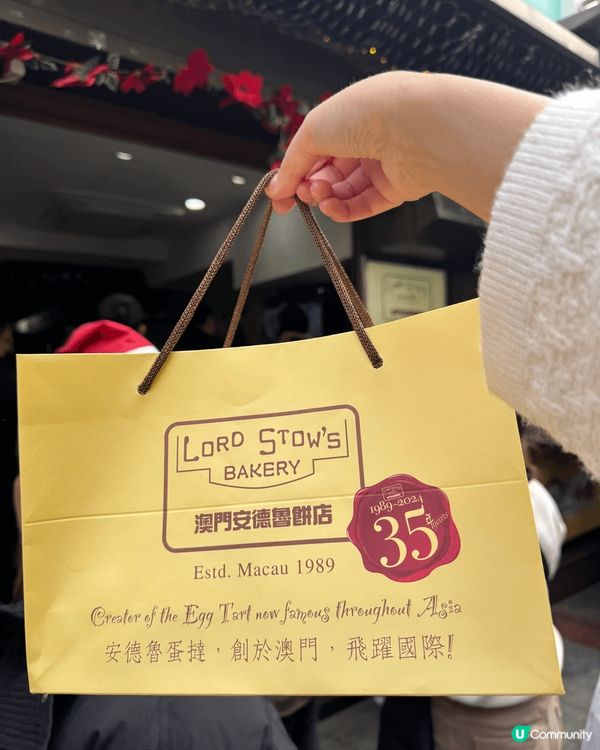 LORD STOW'S
BAKERY
澳門安德魯餅店
Estd. Macau 1989
1989~2024
35
Years
Creator of the Egg Tart now famous throughout Asia
安德魯蛋撻，創於澳門，飛躍國際!
U Community